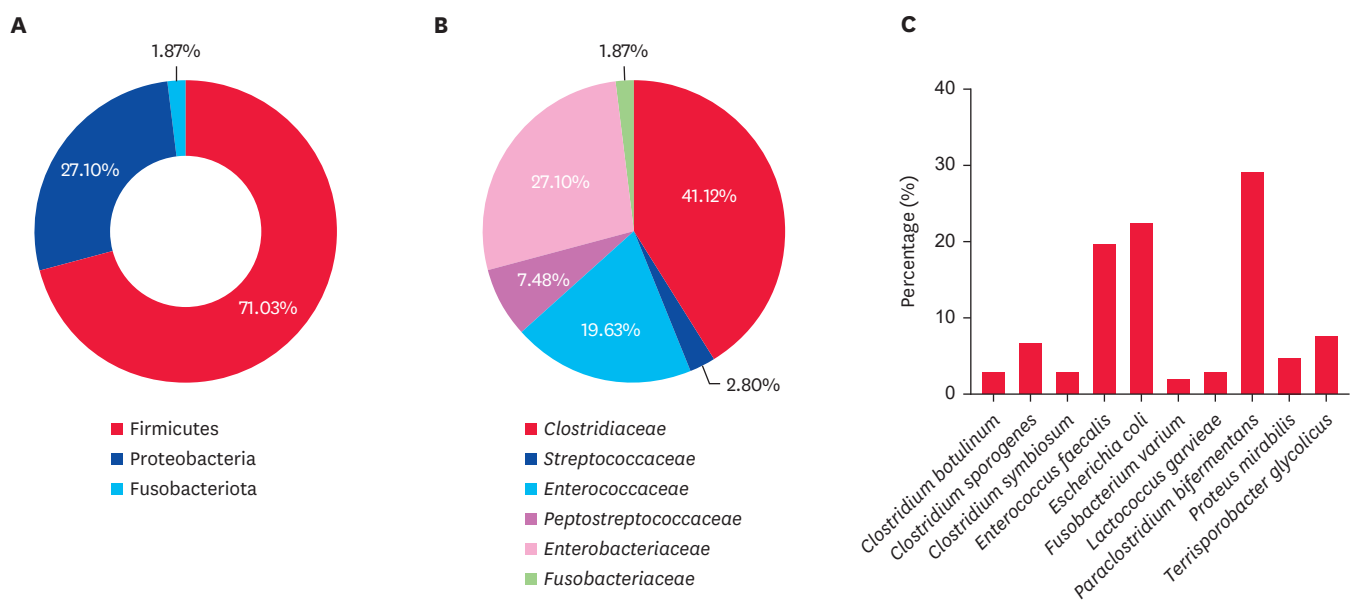 A
1.87%
27.10%
71.03%
Firmicutes
Proteobacteria
Fusobacteriota
B
1.87%
27.10%
41.12%
7.48%
19.63%
2.80%
Clostridiaceae
Streptococcaceae
Enterococcaceae
Peptostreptococcaceae
Enterobacteriaceae
Fusobacteriaceae
C
Percentage (%)
40
30
20
10
0
Clostridium botulinum
Clostridium sporogenes
Clostridium symbiosum
Enterococcus faecalis
Escherichia coli
Fusobacterium varium
Lactococcus garvieae
Paraclostridium bifermentans
Proteus mirabilis
Terrisporobacter glycolicus